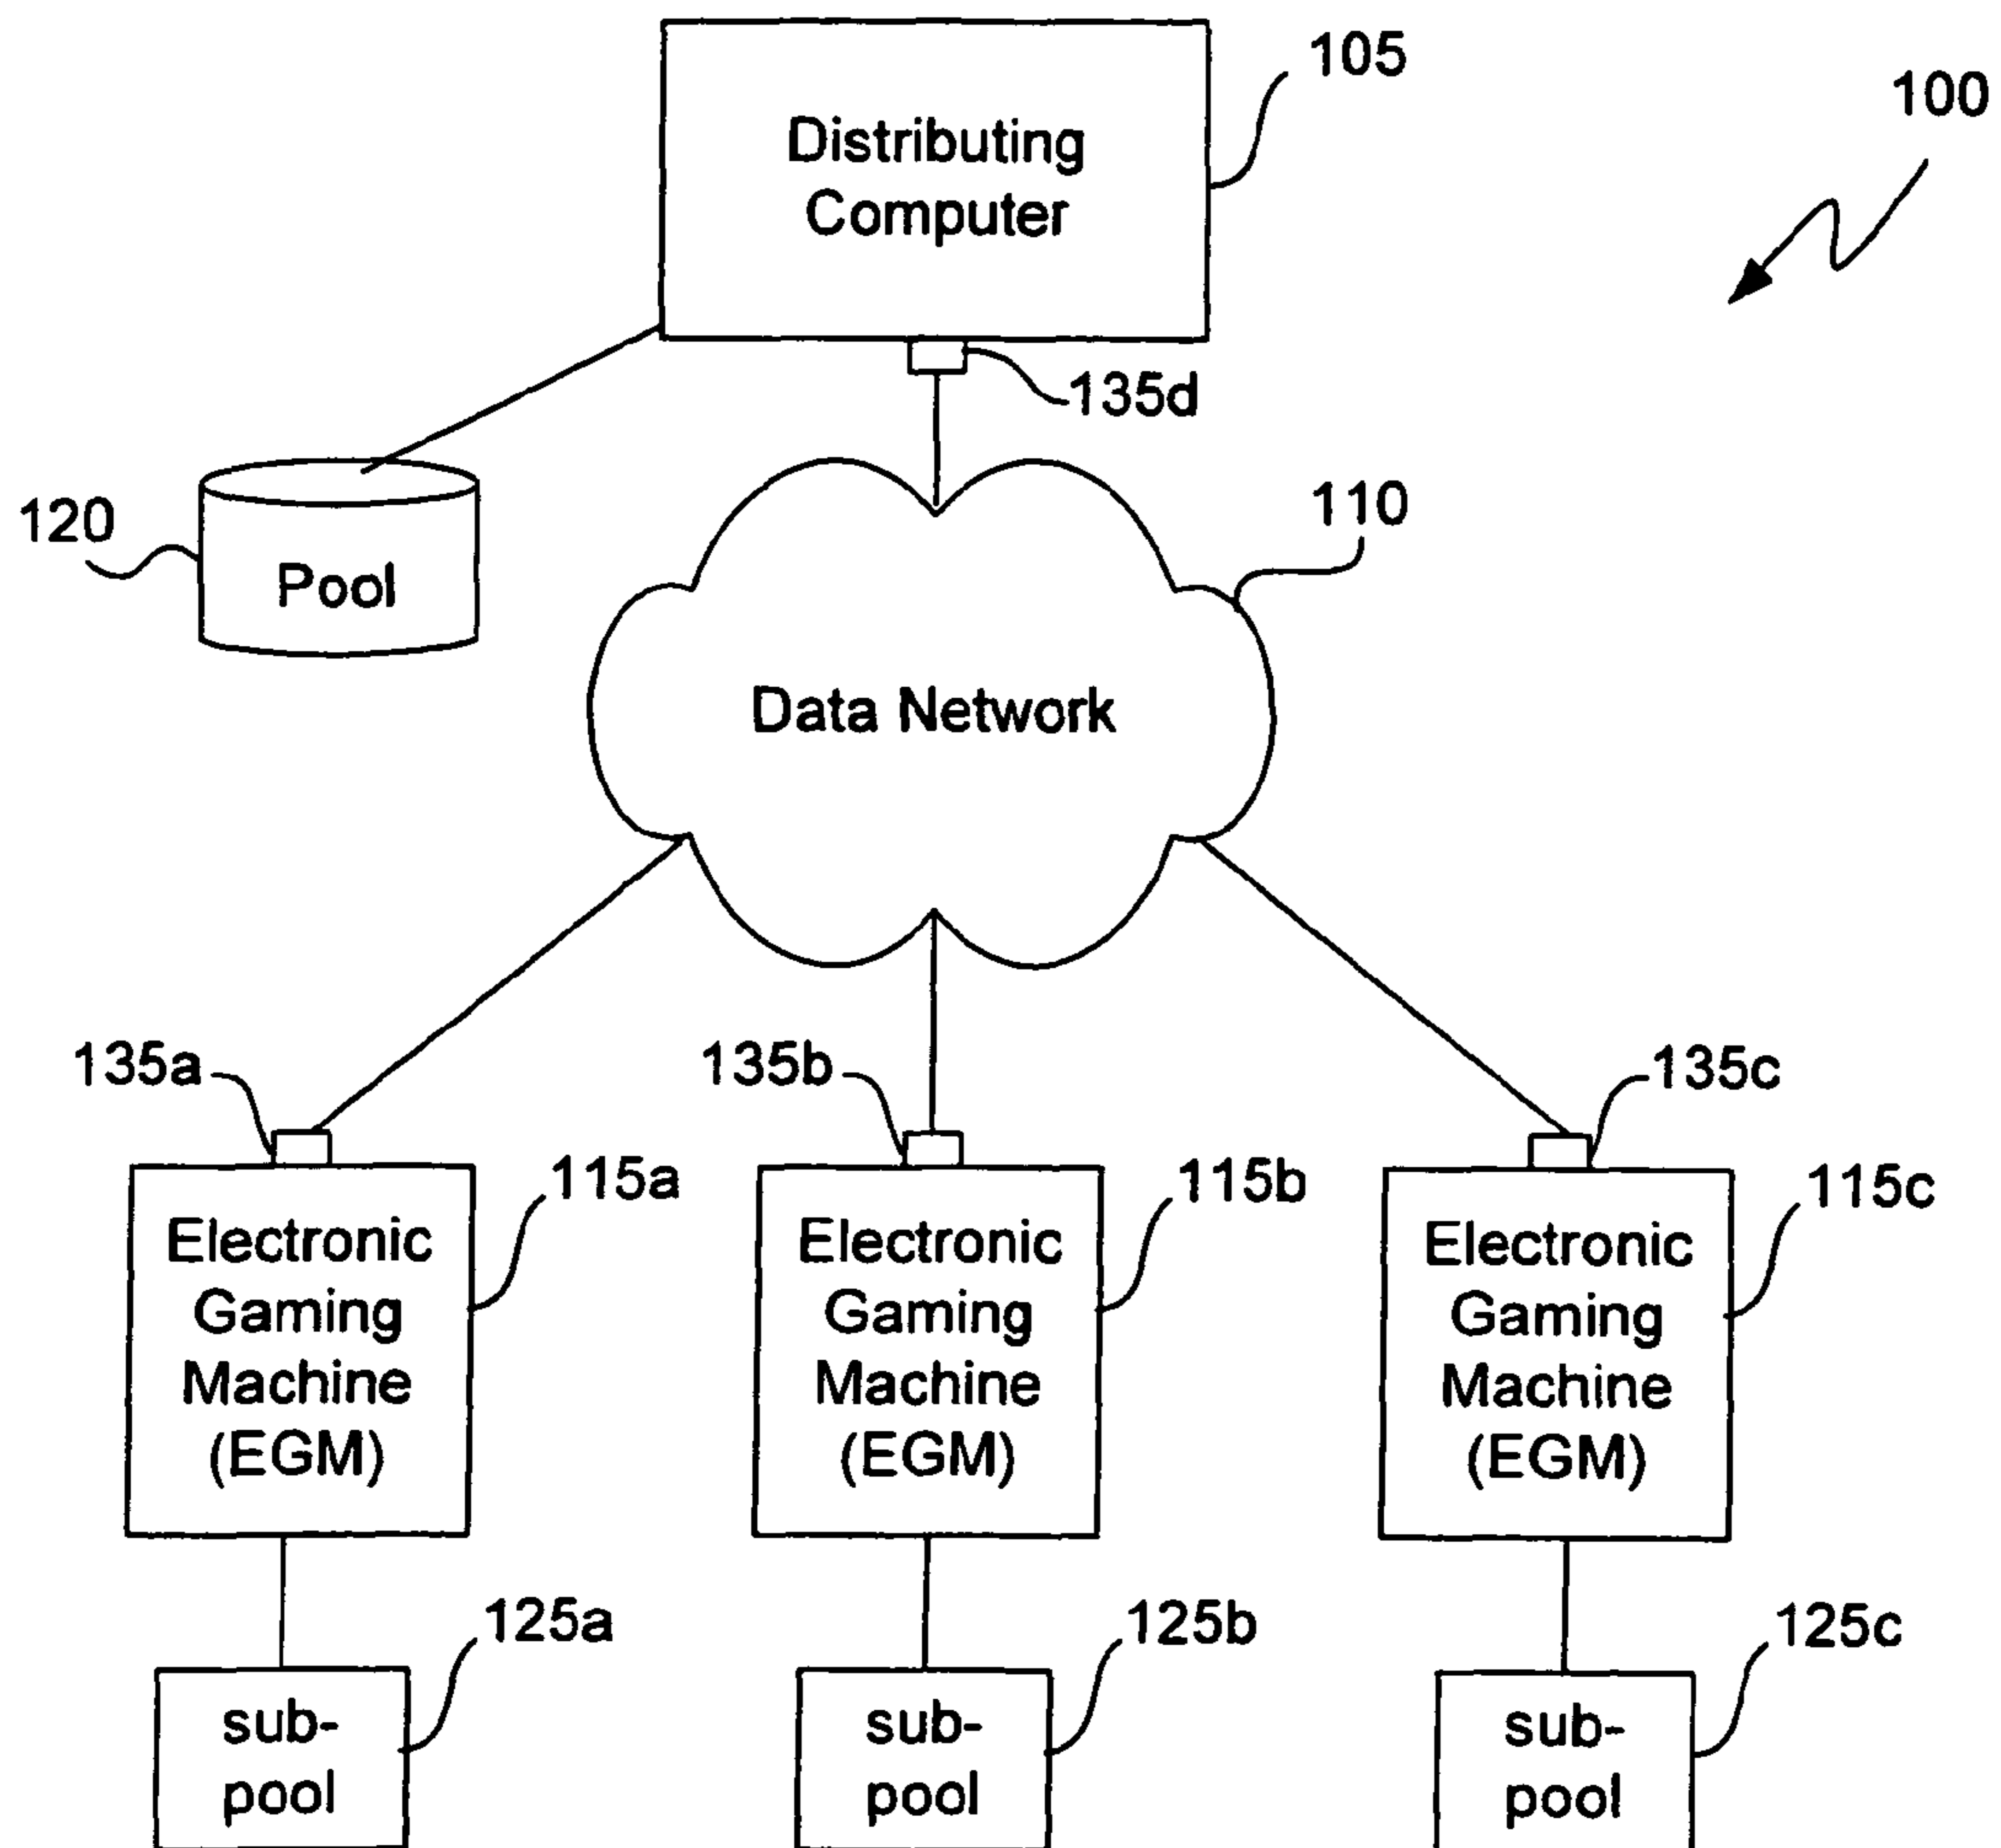 105
100
Distributing
Computer
135d
120
Pool
110
Data Network
135a
135b
135c
115a
115b
115c
Electronic
Gaming
Machine
(EGM)
Electronic
Gaming
Machine
(EGM)
Electronic
Gaming
Machine
(EGM)
125a
125b
125c
sub-
pool
sub-
pool
sub-
pool